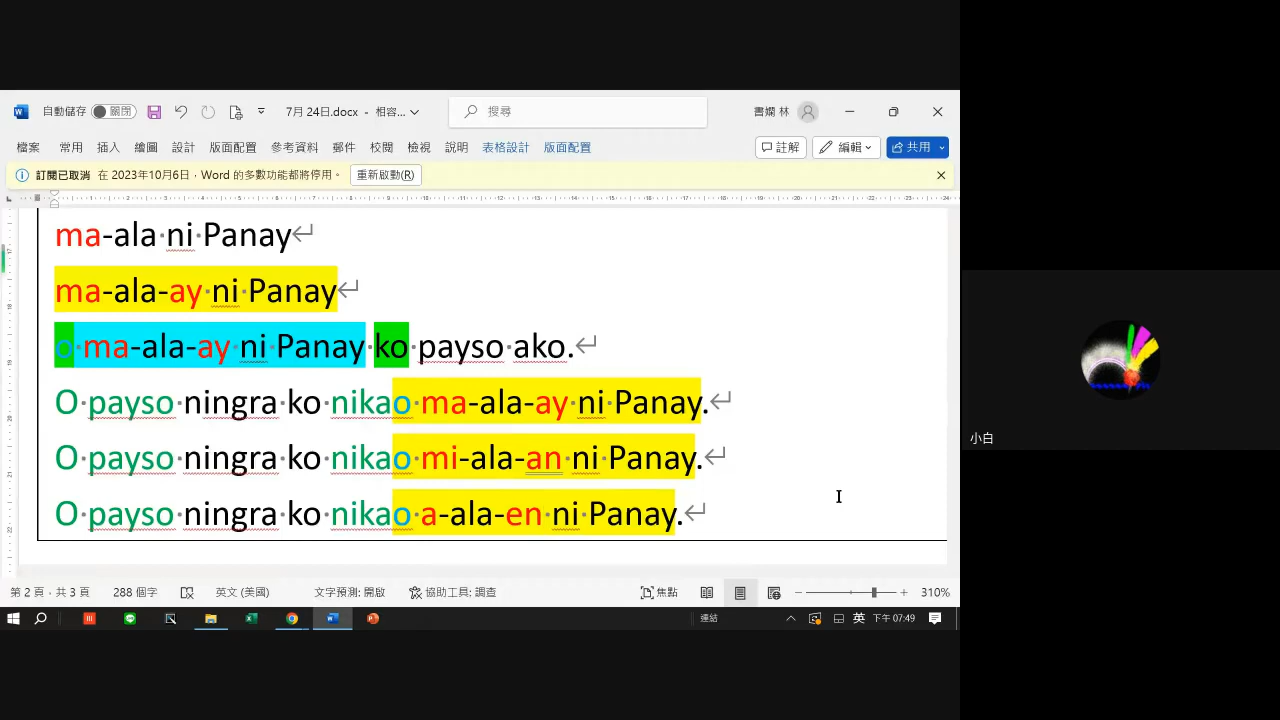 自動儲存 關閉 7月 24日.docx - 相容... 搜尋 書嫻 林
檔案 常用 插入 繪圖 設計 版面配置 參考資料 郵件 校閱 檢視 說明 表格設計 版面配置 註解 編輯 共用
訂閱已取消 在 2023年10月6日，Word 的多數功能都將停用。 重新啟動(R)
ma-ala ni Panay
ma-ala-ay ni Panay
o ma-ala-ay ni Panay ko payso ako.
O payso ningra ko nikao ma-ala-ay ni Panay.
O payso ningra ko nikao mi-ala-an ni Panay.
O payso ningra ko nikao a-ala-en ni Panay.
小白
第 2 頁，共 3 頁 288 個字 英文 (美國) 文字預測: 開啟 協助工具: 調查 焦點 310%
連結 英 下午 07:49